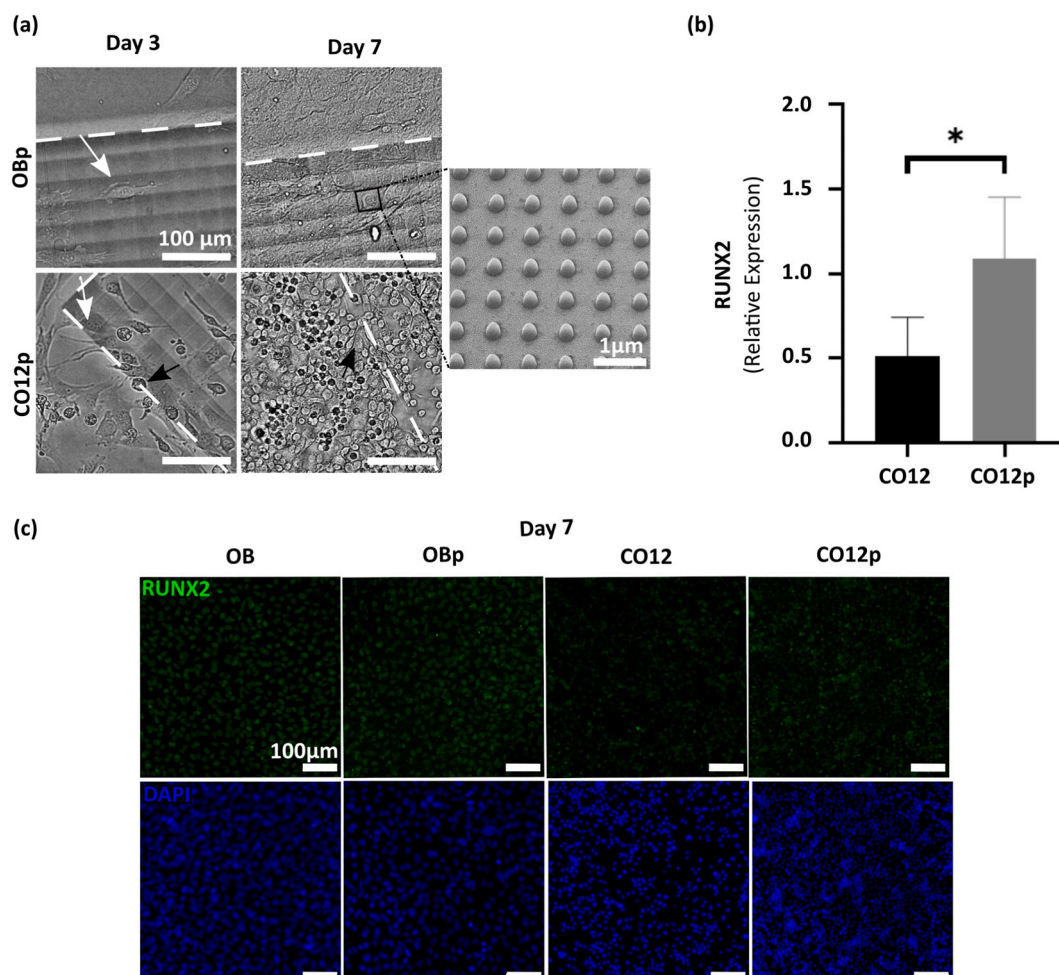 (a)
Day 3
Day 7
OBp
100 µm
CO12p
1µm
(b)
2.0
1.5
1.0
0.5
0.0
RUNX2
(Relative Expression)
*
CO12
CO12p
(c)
Day 7
OB
OBp
CO12
CO12p
RUNX2
100µm
DAPI